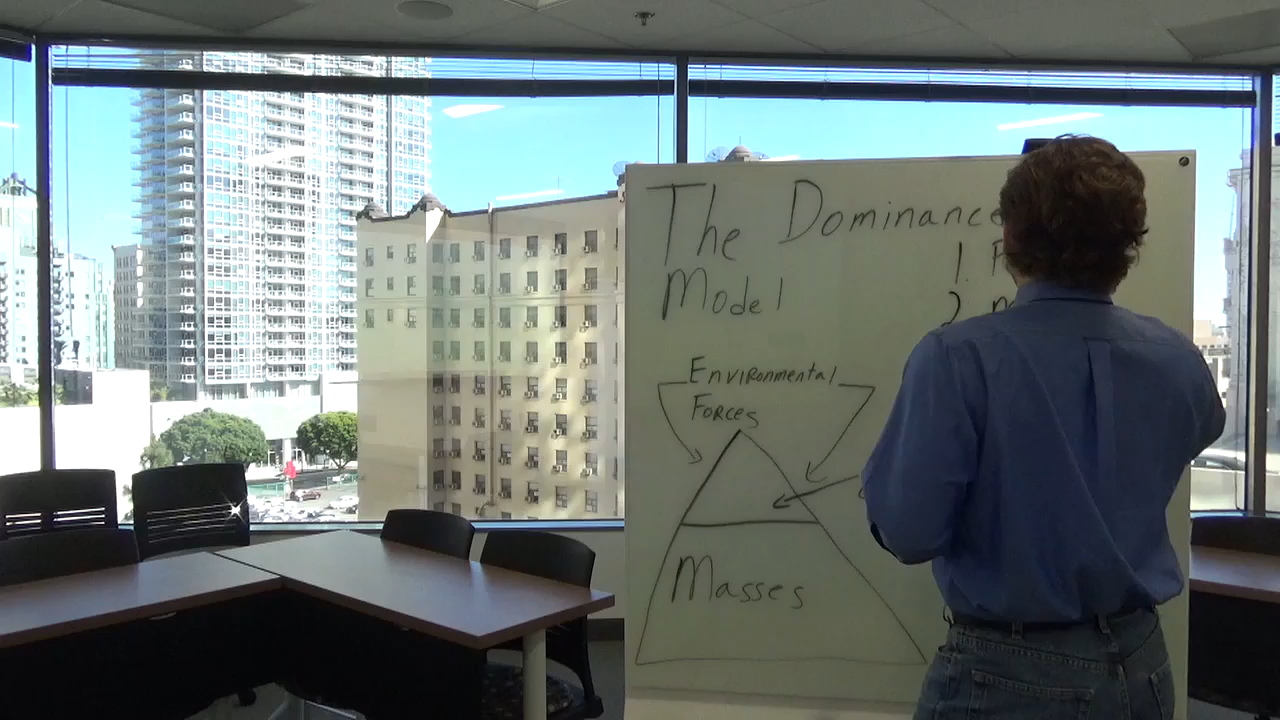 The Dominance
Model
1.
2.
Environmental
Forces
Masses